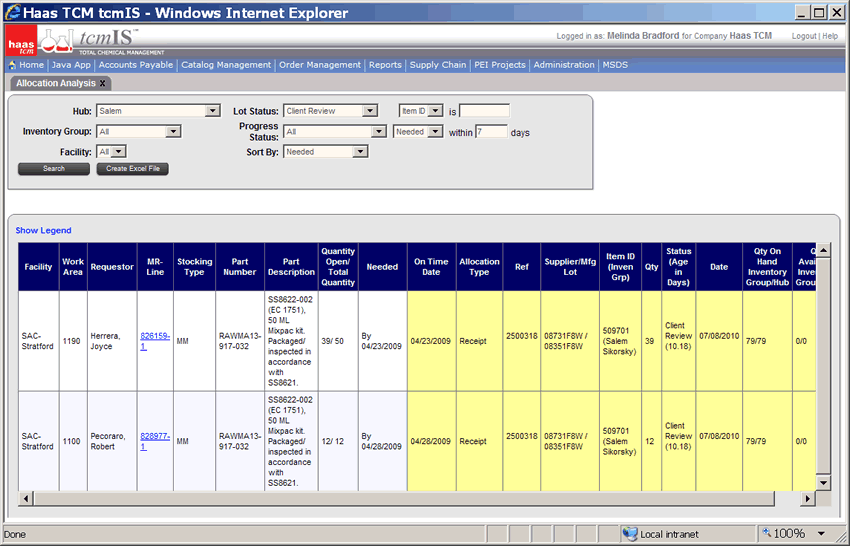 Haas TCM tcmIS - Windows Internet Explorer
haas tcm
tcmIS™
TOTAL CHEMICAL MANAGEMENT
Logged in as: Melinda Bradford for Company Haas TCM Logout | Help
Home | Java App | Accounts Payable | Catalog Management | Order Management | Reports | Supply Chain | PEI Projects | Administration | MSDS
Allocation Analysis x
Hub: Salem Lot Status: Client Review Item ID is
Inventory Group: All Progress Status: All Needed within 7 days
Facility: All Sort By: Needed
Search Create Excel File
Show Legend
Facility
Work Area
Requestor
MR-Line
Stocking Type
Part Number
Part Description
Quantity Open/ Total Quantity
Needed
On Time Date
Allocation Type
Ref
Supplier/Mfg Lot
Item ID (Inven Grp)
Qty
Status (Age in Days)
Date
Qty On Hand Inventory Group/Hub
SAC-Stratford
1190
Herrera, Joyce
826159-1
MM
RAWMA13-917-032
SS8622-002 (EC 1751), 50 ML Mixpac kit. Packaged/ inspected in accordance with SS8621.
39/ 50
By 04/23/2009
04/23/2009
Receipt
2500318
08731F8W / 08351F8W
509701 (Salem Sikorsky)
39
Client Review (10.18)
07/08/2010
79/79
0/0
SAC-Stratford
1100
Pecoraro, Robert
828977-1
MM
RAWMA13-917-032
SS8622-002 (EC 1751), 50 ML Mixpac kit. Packaged/ inspected in accordance with SS8621.
12/ 12
By 04/28/2009
04/28/2009
Receipt
2500318
08731F8W / 08351F8W
509701 (Salem Sikorsky)
12
Client Review (10.18)
07/08/2010
79/79
0/0
Done
Local intranet
100%